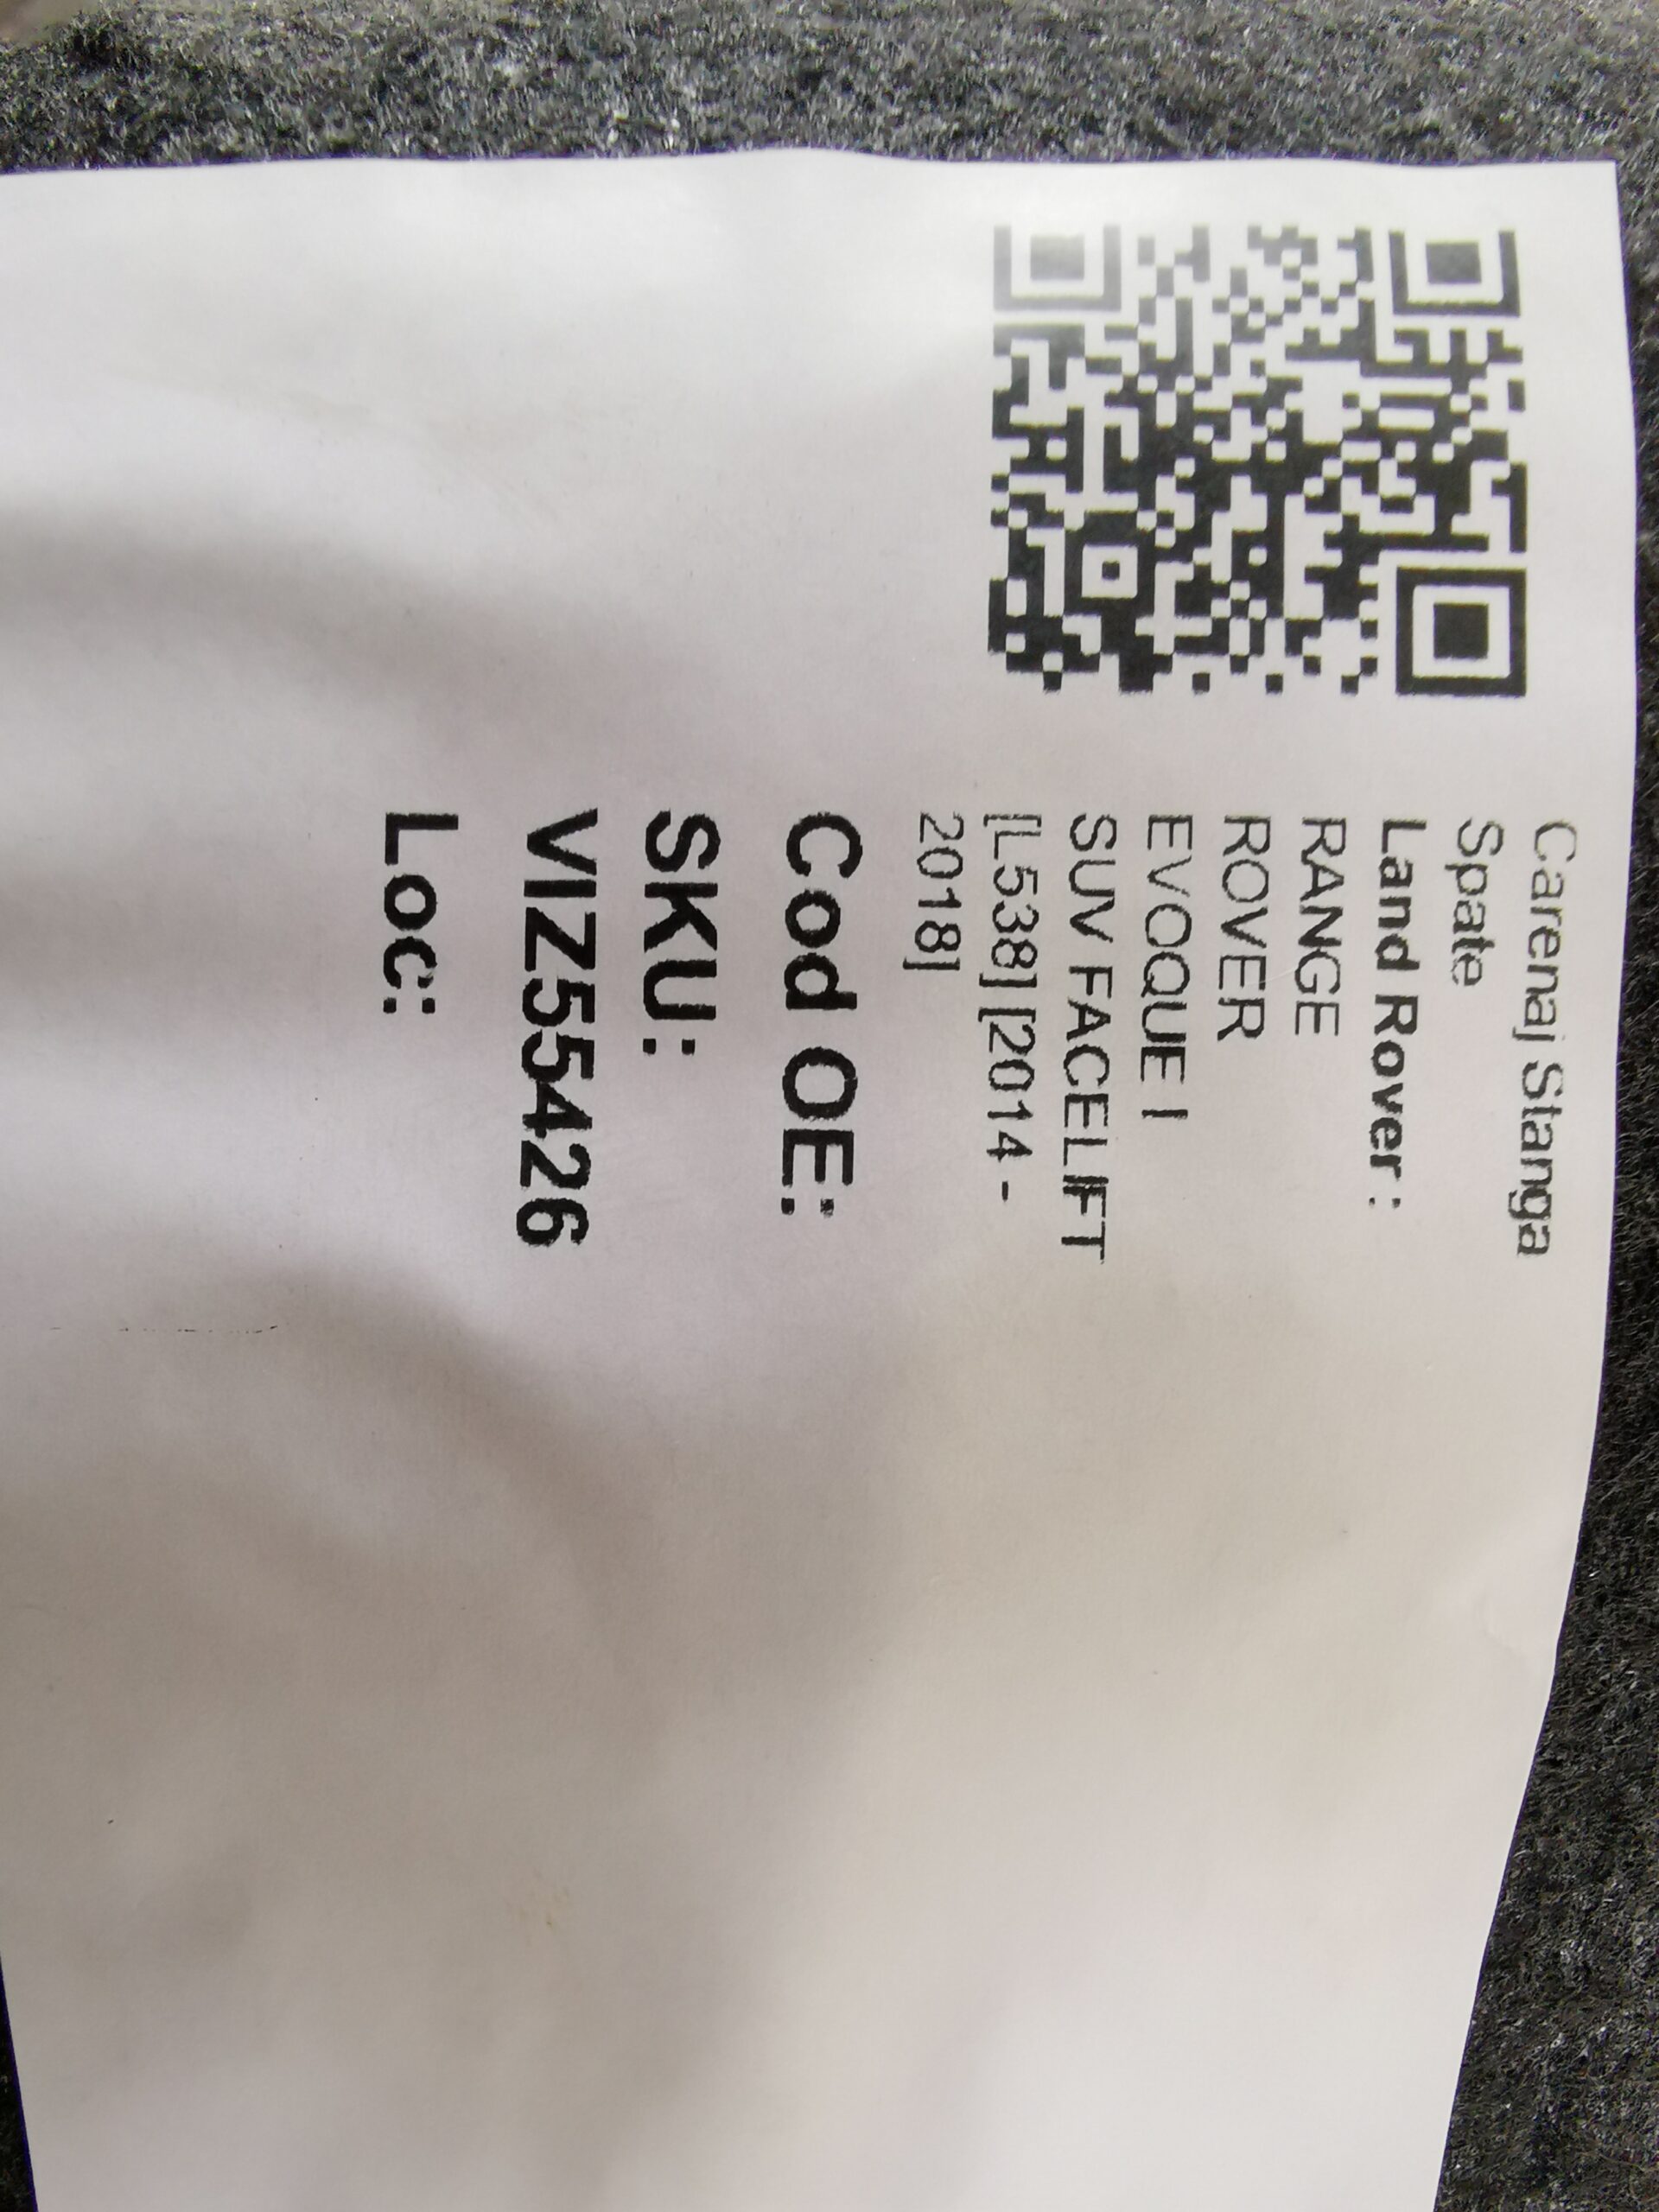 Carenaj Stanga
Spate
Land Rover :
RANGE
ROVER
EVOQUE I
SUV FACELIFT
[L538] [2014 -
2018]
Cod OE:
SKU:
VIZ55426
Loc: